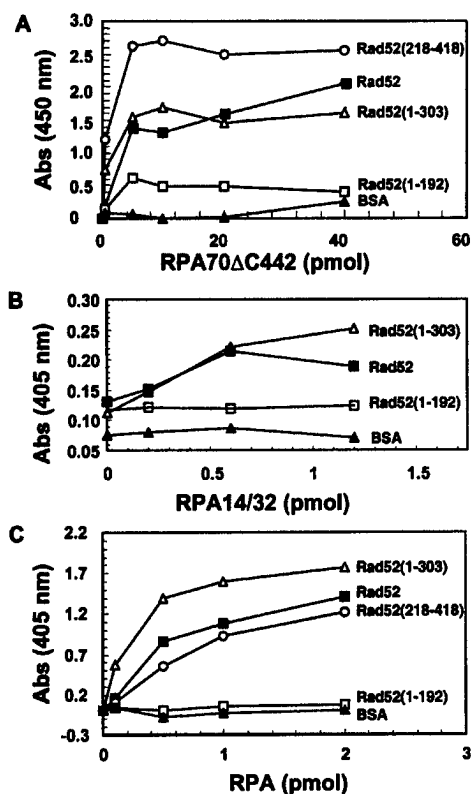 A
Abs (450 nm)
3.0
2.5
2.0
1.5
1.0
0.5
0
Rad52(218-418)
Rad52
Rad52(1-303)
Rad52(1-192)
BSA
0 20 40 60
RPA70ΔC442 (pmol)
B
Abs (405 nm)
0.30
0.25
0.20
0.15
0.10
0.05
Rad52(1-303)
Rad52
Rad52(1-192)
BSA
0 0.5 1 1.5
RPA14/32 (pmol)
C
Abs (405 nm)
2.2
1.7
1.2
0.7
0.2
-0.3
Rad52(1-303)
Rad52
Rad52(218-418)
Rad52(1-192)
BSA
0 1 2 3
RPA (pmol)